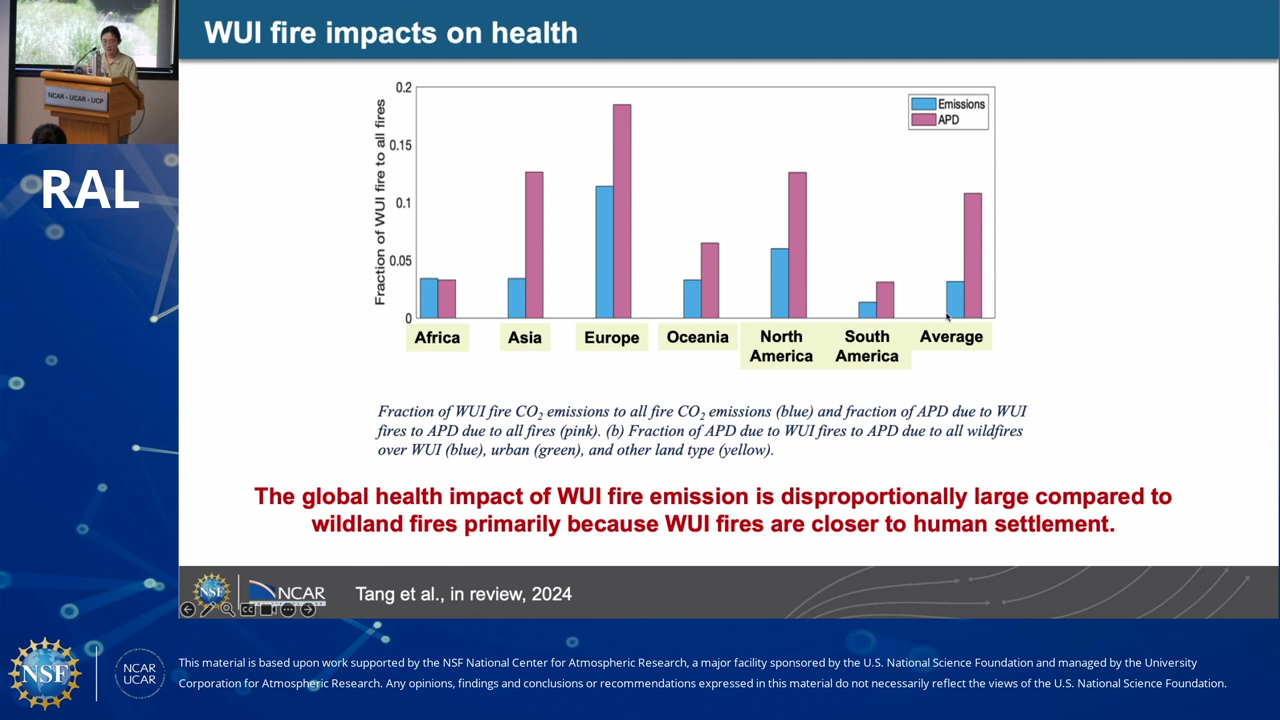 WUI fire impacts on health
NCAR • UCAR • UCP
RAL
Fraction of WUI fire to all fires
0.2
0.15
0.1
0.05
0
Emissions
APD
Africa
Asia
Europe
Oceania
North
America
South
America
Average
Fraction of WUI fire CO2 emissions to all fire CO2 emissions (blue) and fraction of APD due to WUI
fires to APD due to all fires (pink). (b) Fraction of APD due to WUI fires to APD due to all wildfires
over WUI (blue), urban (green), and other land type (yellow).
The global health impact of WUI fire emission is disproportionally large compared to
wildland fires primarily because WUI fires are closer to human settlement.
NSF
NCAR
Tang et al., in review, 2024
CC
NSF
NCAR
UCAR
This material is based upon work supported by the NSF National Center for Atmospheric Research, a major facility sponsored by the U.S. National Science Foundation and managed by the University
Corporation for Atmospheric Research. Any opinions, findings and conclusions or recommendations expressed in this material do not necessarily reflect the views of the U.S. National Science Foundation.